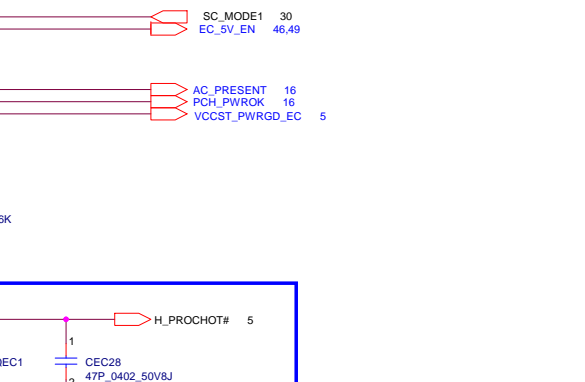 SC_MODE1 30
EC_5V_EN 46,49
AC_PRESENT 16
PCH_PWROK 16
VCCST_PWRGD_EC 5
6K
H_PROCHOT# 5
1
EC1 CEC28
47P_0402_50V8J
2